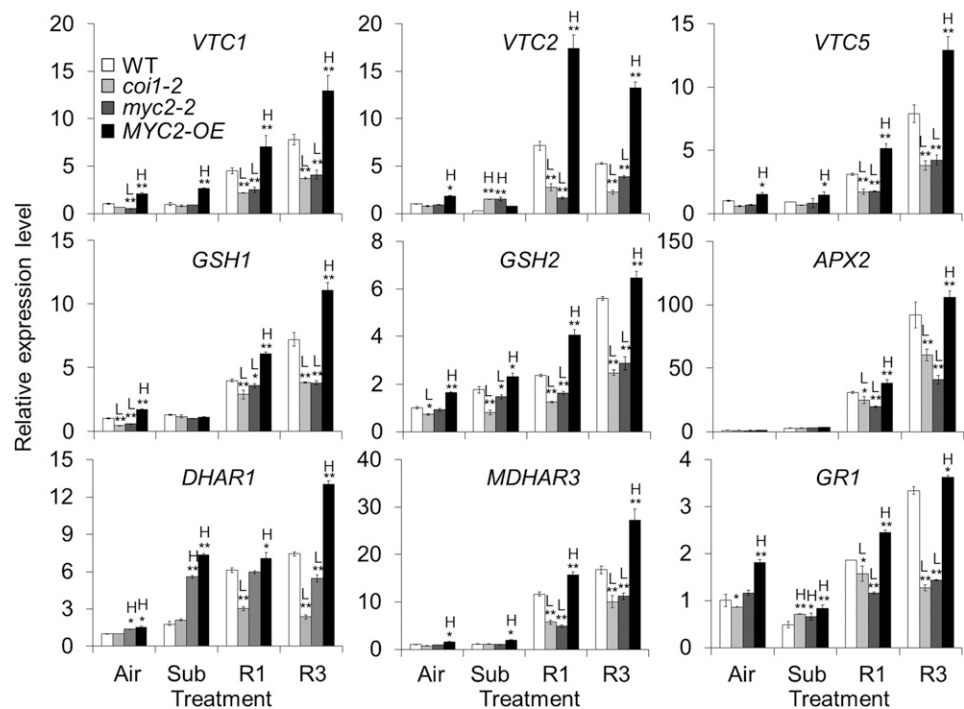 Relative expression level
VTC1
20
15
10
5
0
WT
coi1-2
myc2-2
MYC2-OE
L H
** **
H
**
L L H
** ** **
L L H
** ** **
VTC2
20
15
10
5
0
H
*
H H
** **
L L H
** ** **
L L H
** ** **
VTC5
15
10
5
0
H
*
H
*
L L H
** ** **
L L H
** ** **
GSH1
15
10
5
0
L L H
** ** **
L L H
** * **
L L H
** ** **
GSH2
8
6
4
2
0
L H
* **
L L H
** * **
L L H
** ** **
L L H
** ** **
APX2
150
100
50
0
L L H
* ** **
L L H
** ** **
DHAR1
15
12
9
6
3
0
H H
* *
H H
** **
L H
** *
L L H
** ** **
MDHAR3
40
30
20
10
0
H
*
H
*
L L H
** ** **
L L H
** ** **
GR1
4
3
2
1
0
* H
**
H H H
** * **
L L H
* ** **
L L H
** ** *
Air Sub R1 R3
Treatment
Air Sub R1 R3
Treatment
Air Sub R1 R3
Treatment